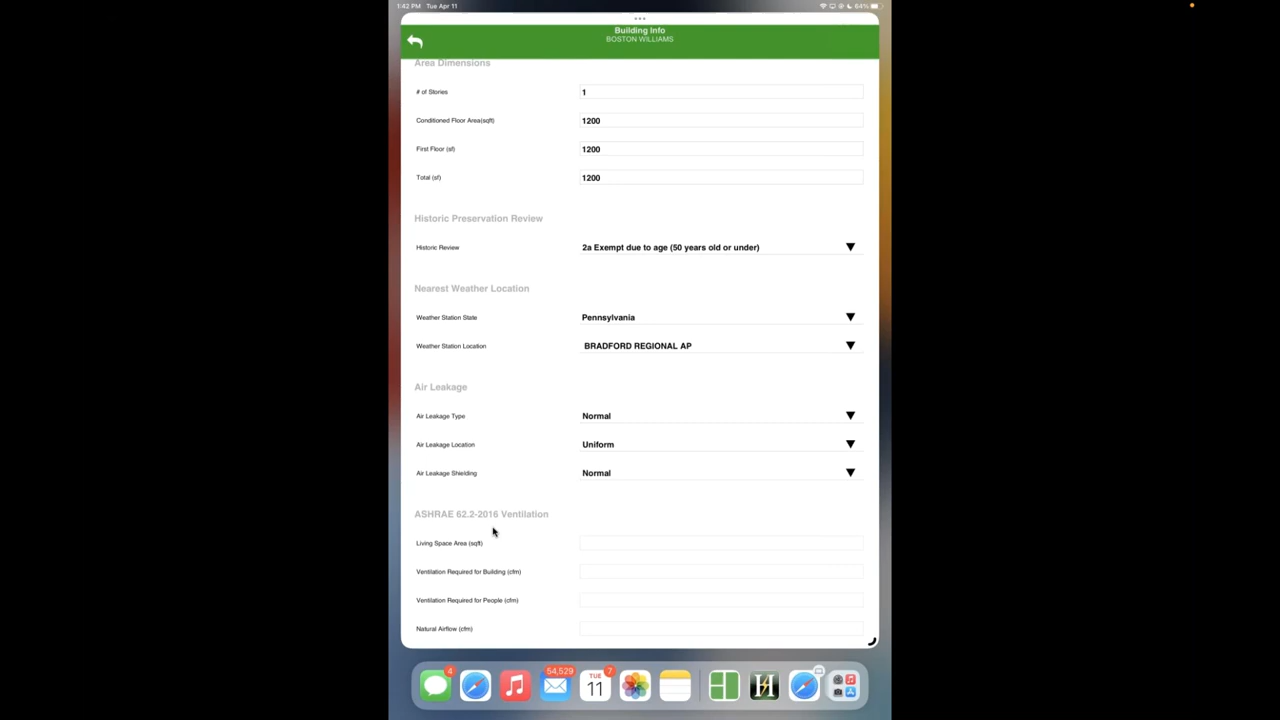 1:42 PM Tue Apr 11
64%
Building Info
BOSTON WILLIAMS
Area Dimensions
# of Stories
1
Conditioned Floor Area(sqft)
1200
First Floor (sf)
1200
Total (sf)
1200
Historic Preservation Review
Historic Review
2a Exempt due to age (50 years old or under)
Nearest Weather Location
Weather Station State
Pennsylvania
Weather Station Location
BRADFORD REGIONAL AP
Air Leakage
Air Leakage Type
Normal
Air Leakage Location
Uniform
Air Leakage Shielding
Normal
ASHRAE 62.2-2016 Ventilation
Living Space Area (sqft)
Ventilation Required for Building (cfm)
Ventilation Required for People (cfm)
Natural Airflow (cfm)
4
54,529
TUE
11
7
H